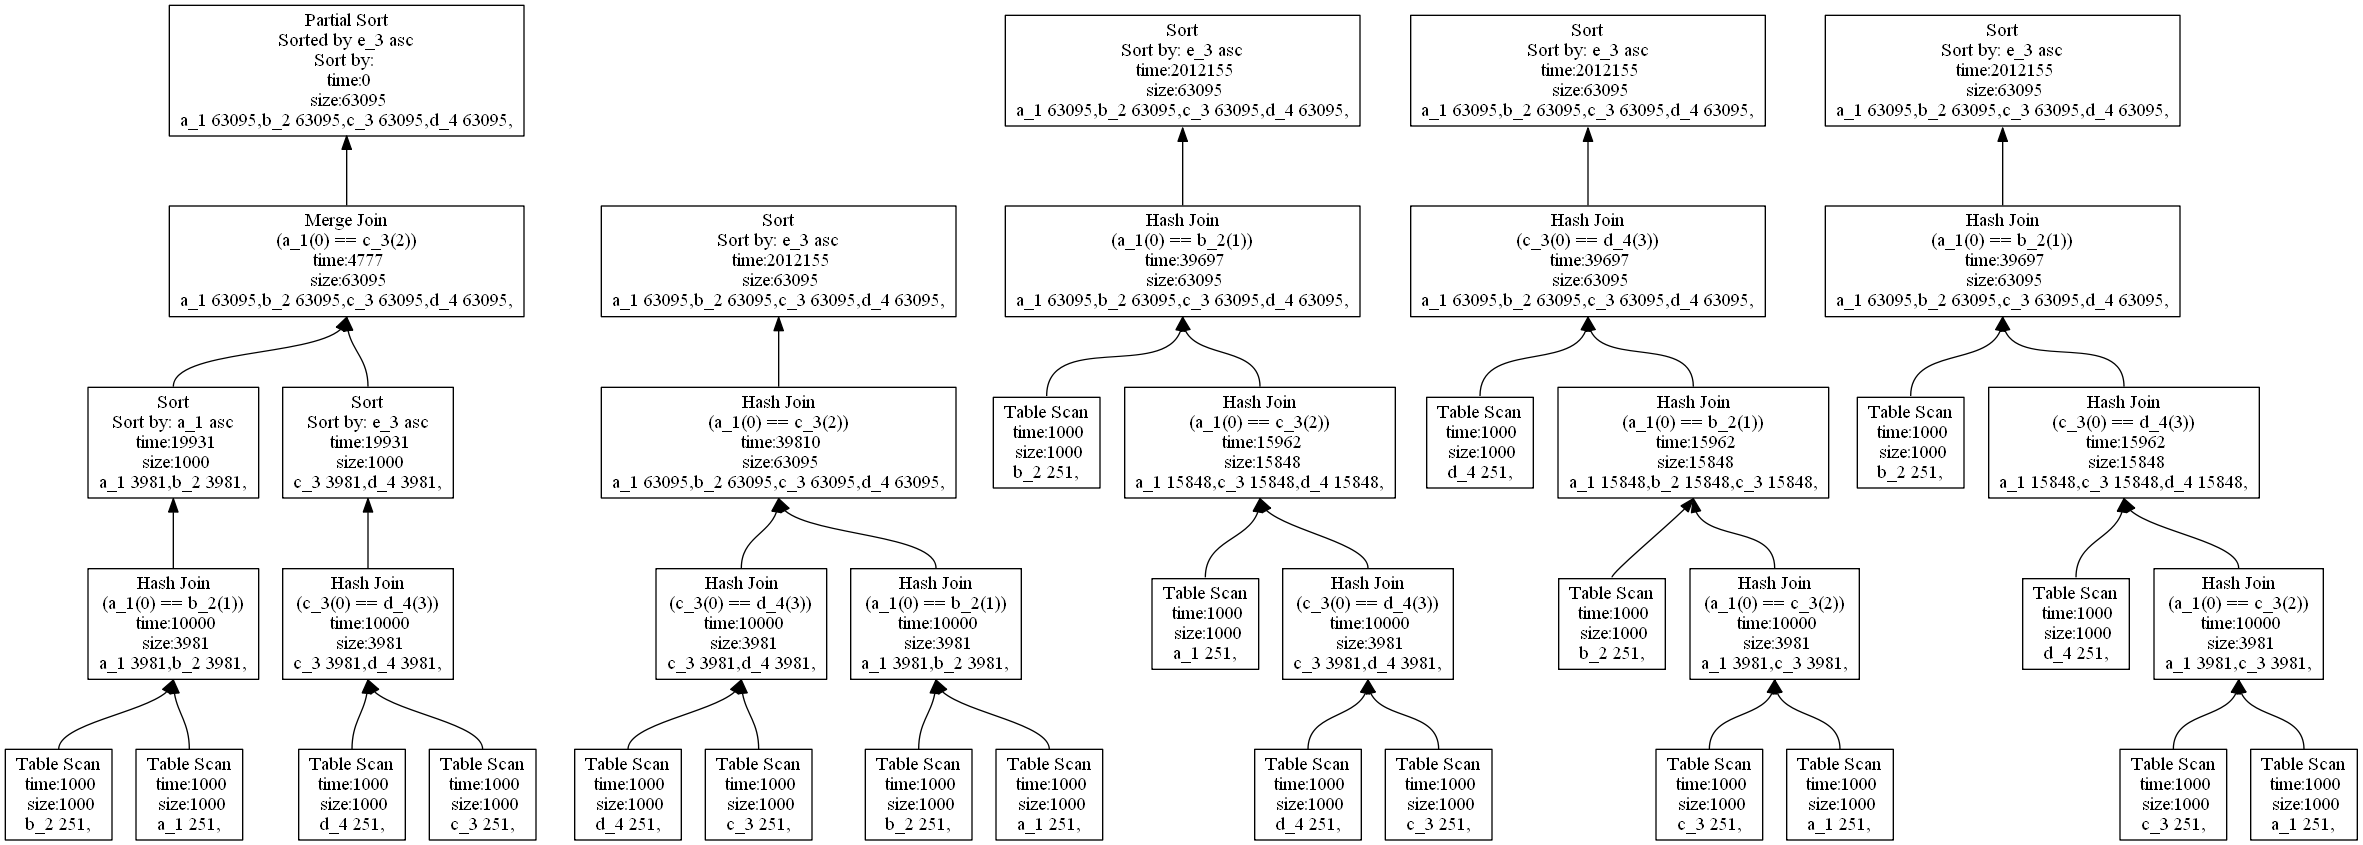 Partial Sort
Sorted by e_3 asc
Sort by:
time:0
size:63095
a_1 63095,b_2 63095,c_3 63095,d_4 63095,
Sort
Sort by: e_3 asc
time:2012155
size:63095
a_1 63095,b_2 63095,c_3 63095,d_4 63095,
Sort
Sort by: e_3 asc
time:2012155
size:63095
a_1 63095,b_2 63095,c_3 63095,d_4 63095,
Sort
Sort by: e_3 asc
time:2012155
size:63095
a_1 63095,b_2 63095,c_3 63095,d_4 63095,
Merge Join
(a_1(0) == c_3(2))
time:4777
size:63095
a_1 63095,b_2 63095,c_3 63095,d_4 63095,
Sort
Sort by: e_3 asc
time:2012155
size:63095
a_1 63095,b_2 63095,c_3 63095,d_4 63095,
Hash Join
(a_1(0) == b_2(1))
time:39697
size:63095
a_1 63095,b_2 63095,c_3 63095,d_4 63095,
Hash Join
(c_3(0) == d_4(3))
time:39697
size:63095
a_1 63095,b_2 63095,c_3 63095,d_4 63095,
Hash Join
(a_1(0) == b_2(1))
time:39697
size:63095
a_1 63095,b_2 63095,c_3 63095,d_4 63095,
Sort
Sort by: a_1 asc
time:19931
size:1000
a_1 3981,b_2 3981,
Sort
Sort by: e_3 asc
time:19931
size:1000
c_3 3981,d_4 3981,
Hash Join
(a_1(0) == c_3(2))
time:39810
size:63095
a_1 63095,b_2 63095,c_3 63095,d_4 63095,
Table Scan
time:1000
size:1000
b_2 251,
Hash Join
(a_1(0) == c_3(2))
time:15962
size:15848
a_1 15848,c_3 15848,d_4 15848,
Table Scan
time:1000
size:1000
d_4 251,
Hash Join
(a_1(0) == b_2(1))
time:15962
size:15848
a_1 15848,b_2 15848,c_3 15848,
Table Scan
time:1000
size:1000
b_2 251,
Hash Join
(c_3(0) == d_4(3))
time:15962
size:15848
a_1 15848,c_3 15848,d_4 15848,
Hash Join
(a_1(0) == b_2(1))
time:10000
size:3981
a_1 3981,b_2 3981,
Hash Join
(c_3(0) == d_4(3))
time:10000
size:3981
c_3 3981,d_4 3981,
Hash Join
(c_3(0) == d_4(3))
time:10000
size:3981
c_3 3981,d_4 3981,
Hash Join
(a_1(0) == b_2(1))
time:10000
size:3981
a_1 3981,b_2 3981,
Table Scan
time:1000
size:1000
a_1 251,
Hash Join
(c_3(0) == d_4(3))
time:10000
size:3981
c_3 3981,d_4 3981,
Table Scan
time:1000
size:1000
b_2 251,
Hash Join
(a_1(0) == c_3(2))
time:10000
size:3981
a_1 3981,c_3 3981,
Table Scan
time:1000
size:1000
d_4 251,
Hash Join
(a_1(0) == c_3(2))
time:10000
size:3981
a_1 3981,c_3 3981,
Table Scan
time:1000
size:1000
b_2 251,
Table Scan
time:1000
size:1000
a_1 251,
Table Scan
time:1000
size:1000
d_4 251,
Table Scan
time:1000
size:1000
c_3 251,
Table Scan
time:1000
size:1000
d_4 251,
Table Scan
time:1000
size:1000
c_3 251,
Table Scan
time:1000
size:1000
b_2 251,
Table Scan
time:1000
size:1000
a_1 251,
Table Scan
time:1000
size:1000
d_4 251,
Table Scan
time:1000
size:1000
c_3 251,
Table Scan
time:1000
size:1000
c_3 251,
Table Scan
time:1000
size:1000
a_1 251,
Table Scan
time:1000
size:1000
c_3 251,
Table Scan
time:1000
size:1000
a_1 251,